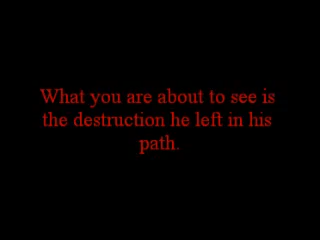 What you are about to see is
the destruction he left in his
path.